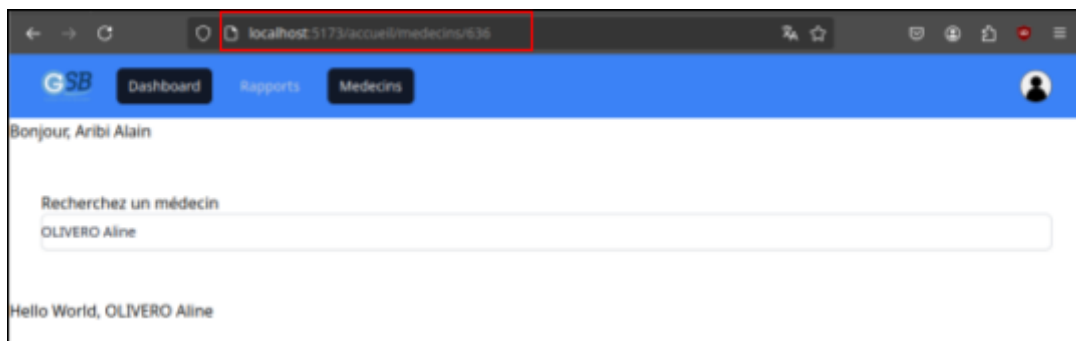 localhost:5173/accueil/medecins/636
GSB Dashboard Rapports Medecins
Bonjour, Aribi Alain
Recherchez un médecin
OLIVERO Aline
Hello World, OLIVERO Aline